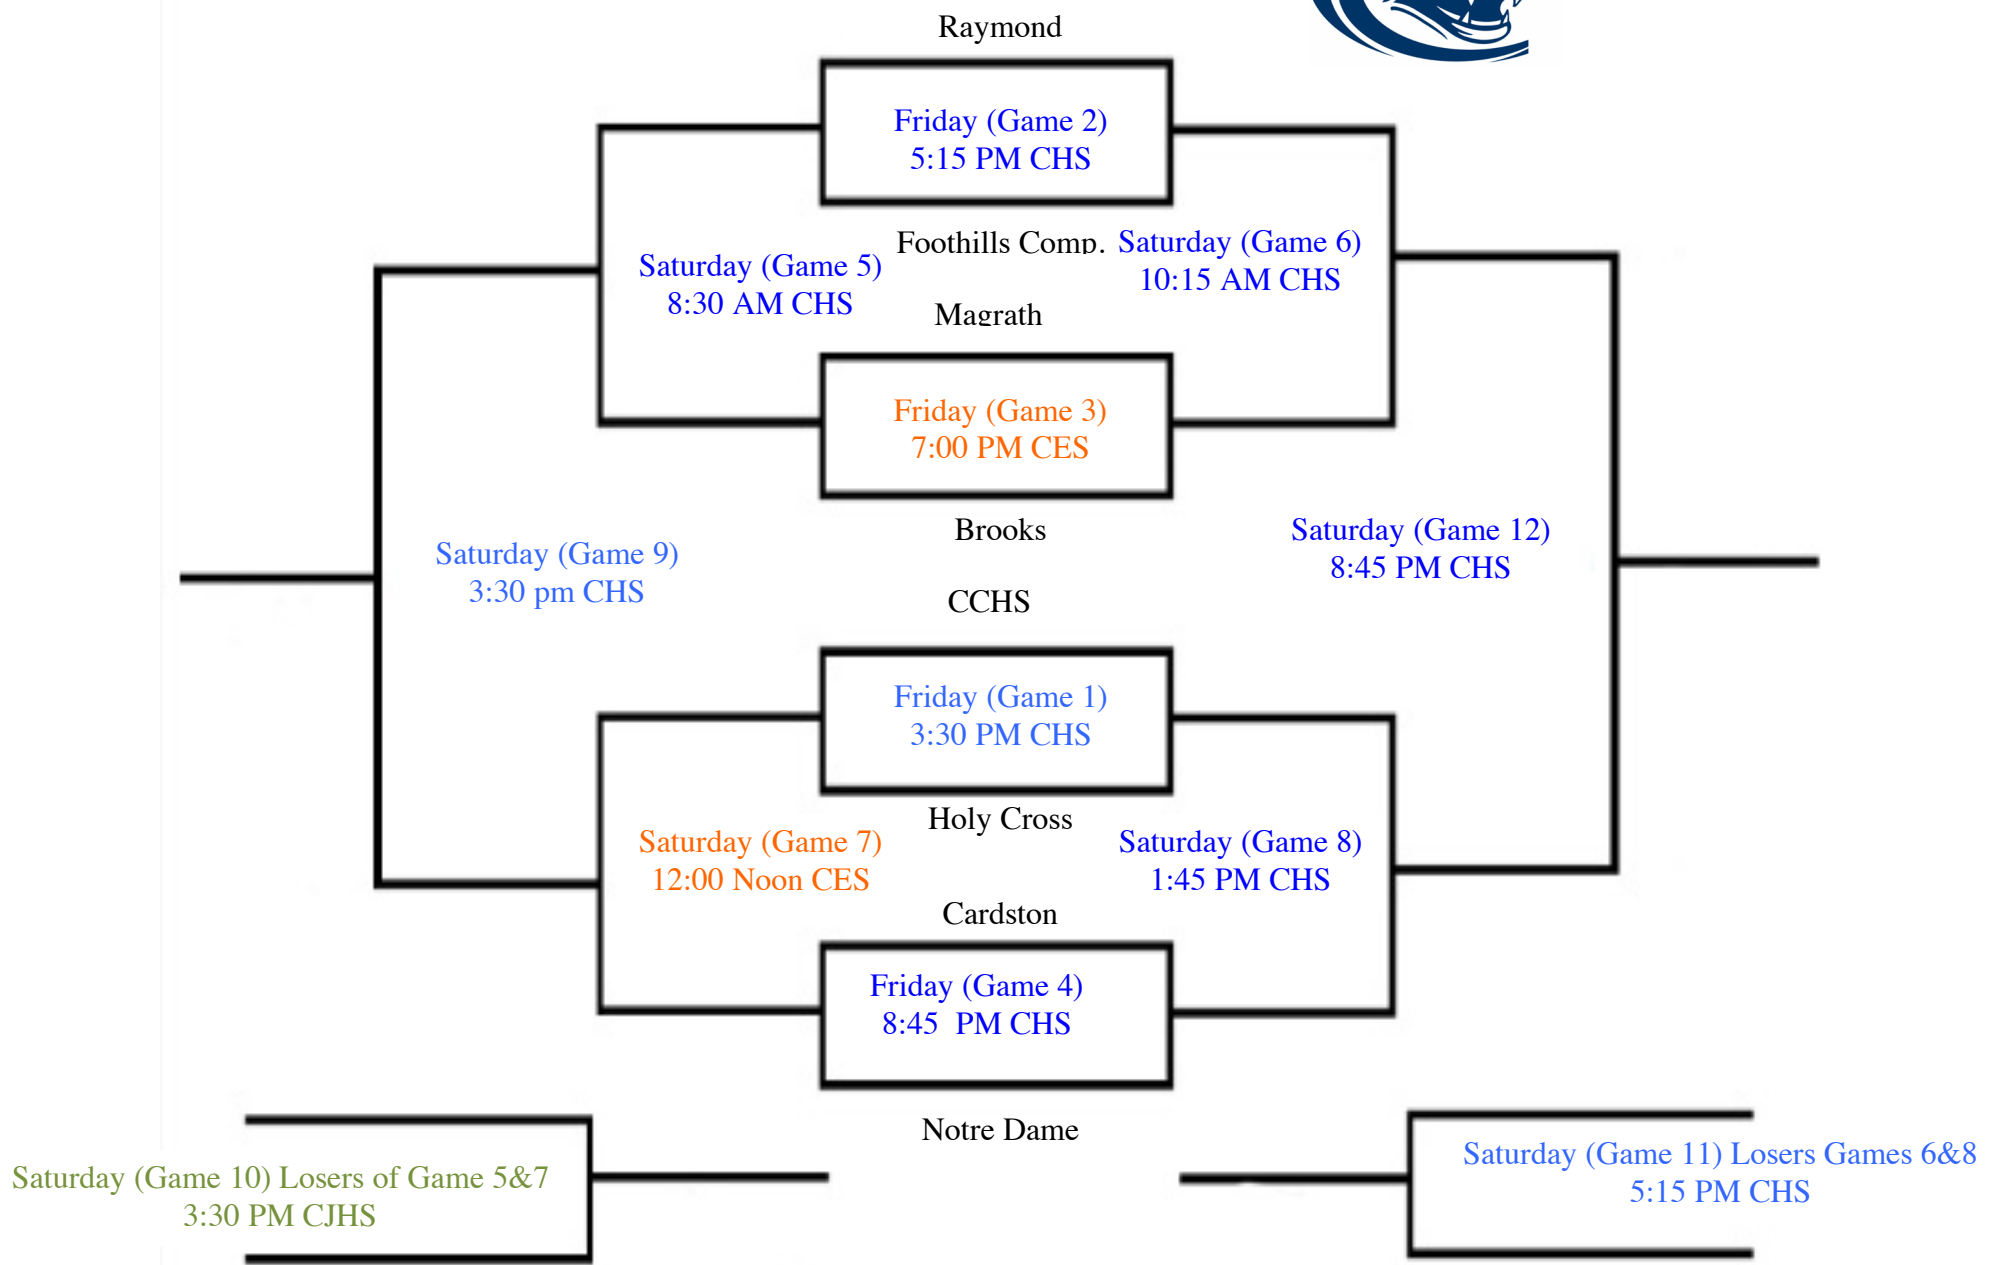 Raymond
Friday (Game 2)
5:15 PM CHS
Foothills Comp.
Saturday (Game 6)
10:15 AM CHS
Saturday (Game 5)
8:30 AM CHS
Magrath
Friday (Game 3)
7:00 PM CES
Brooks
Saturday (Game 12)
8:45 PM CHS
Saturday (Game 9)
3:30 pm CHS
CCHS
Friday (Game 1)
3:30 PM CHS
Holy Cross
Saturday (Game 7)
12:00 Noon CES
Saturday (Game 8)
1:45 PM CHS
Cardston
Friday (Game 4)
8:45  PM CHS
Notre Dame
Saturday (Game 10) Losers of Game 5&7
3:30 PM CJHS
Saturday (Game 11) Losers Games 6&8
5:15 PM CHS